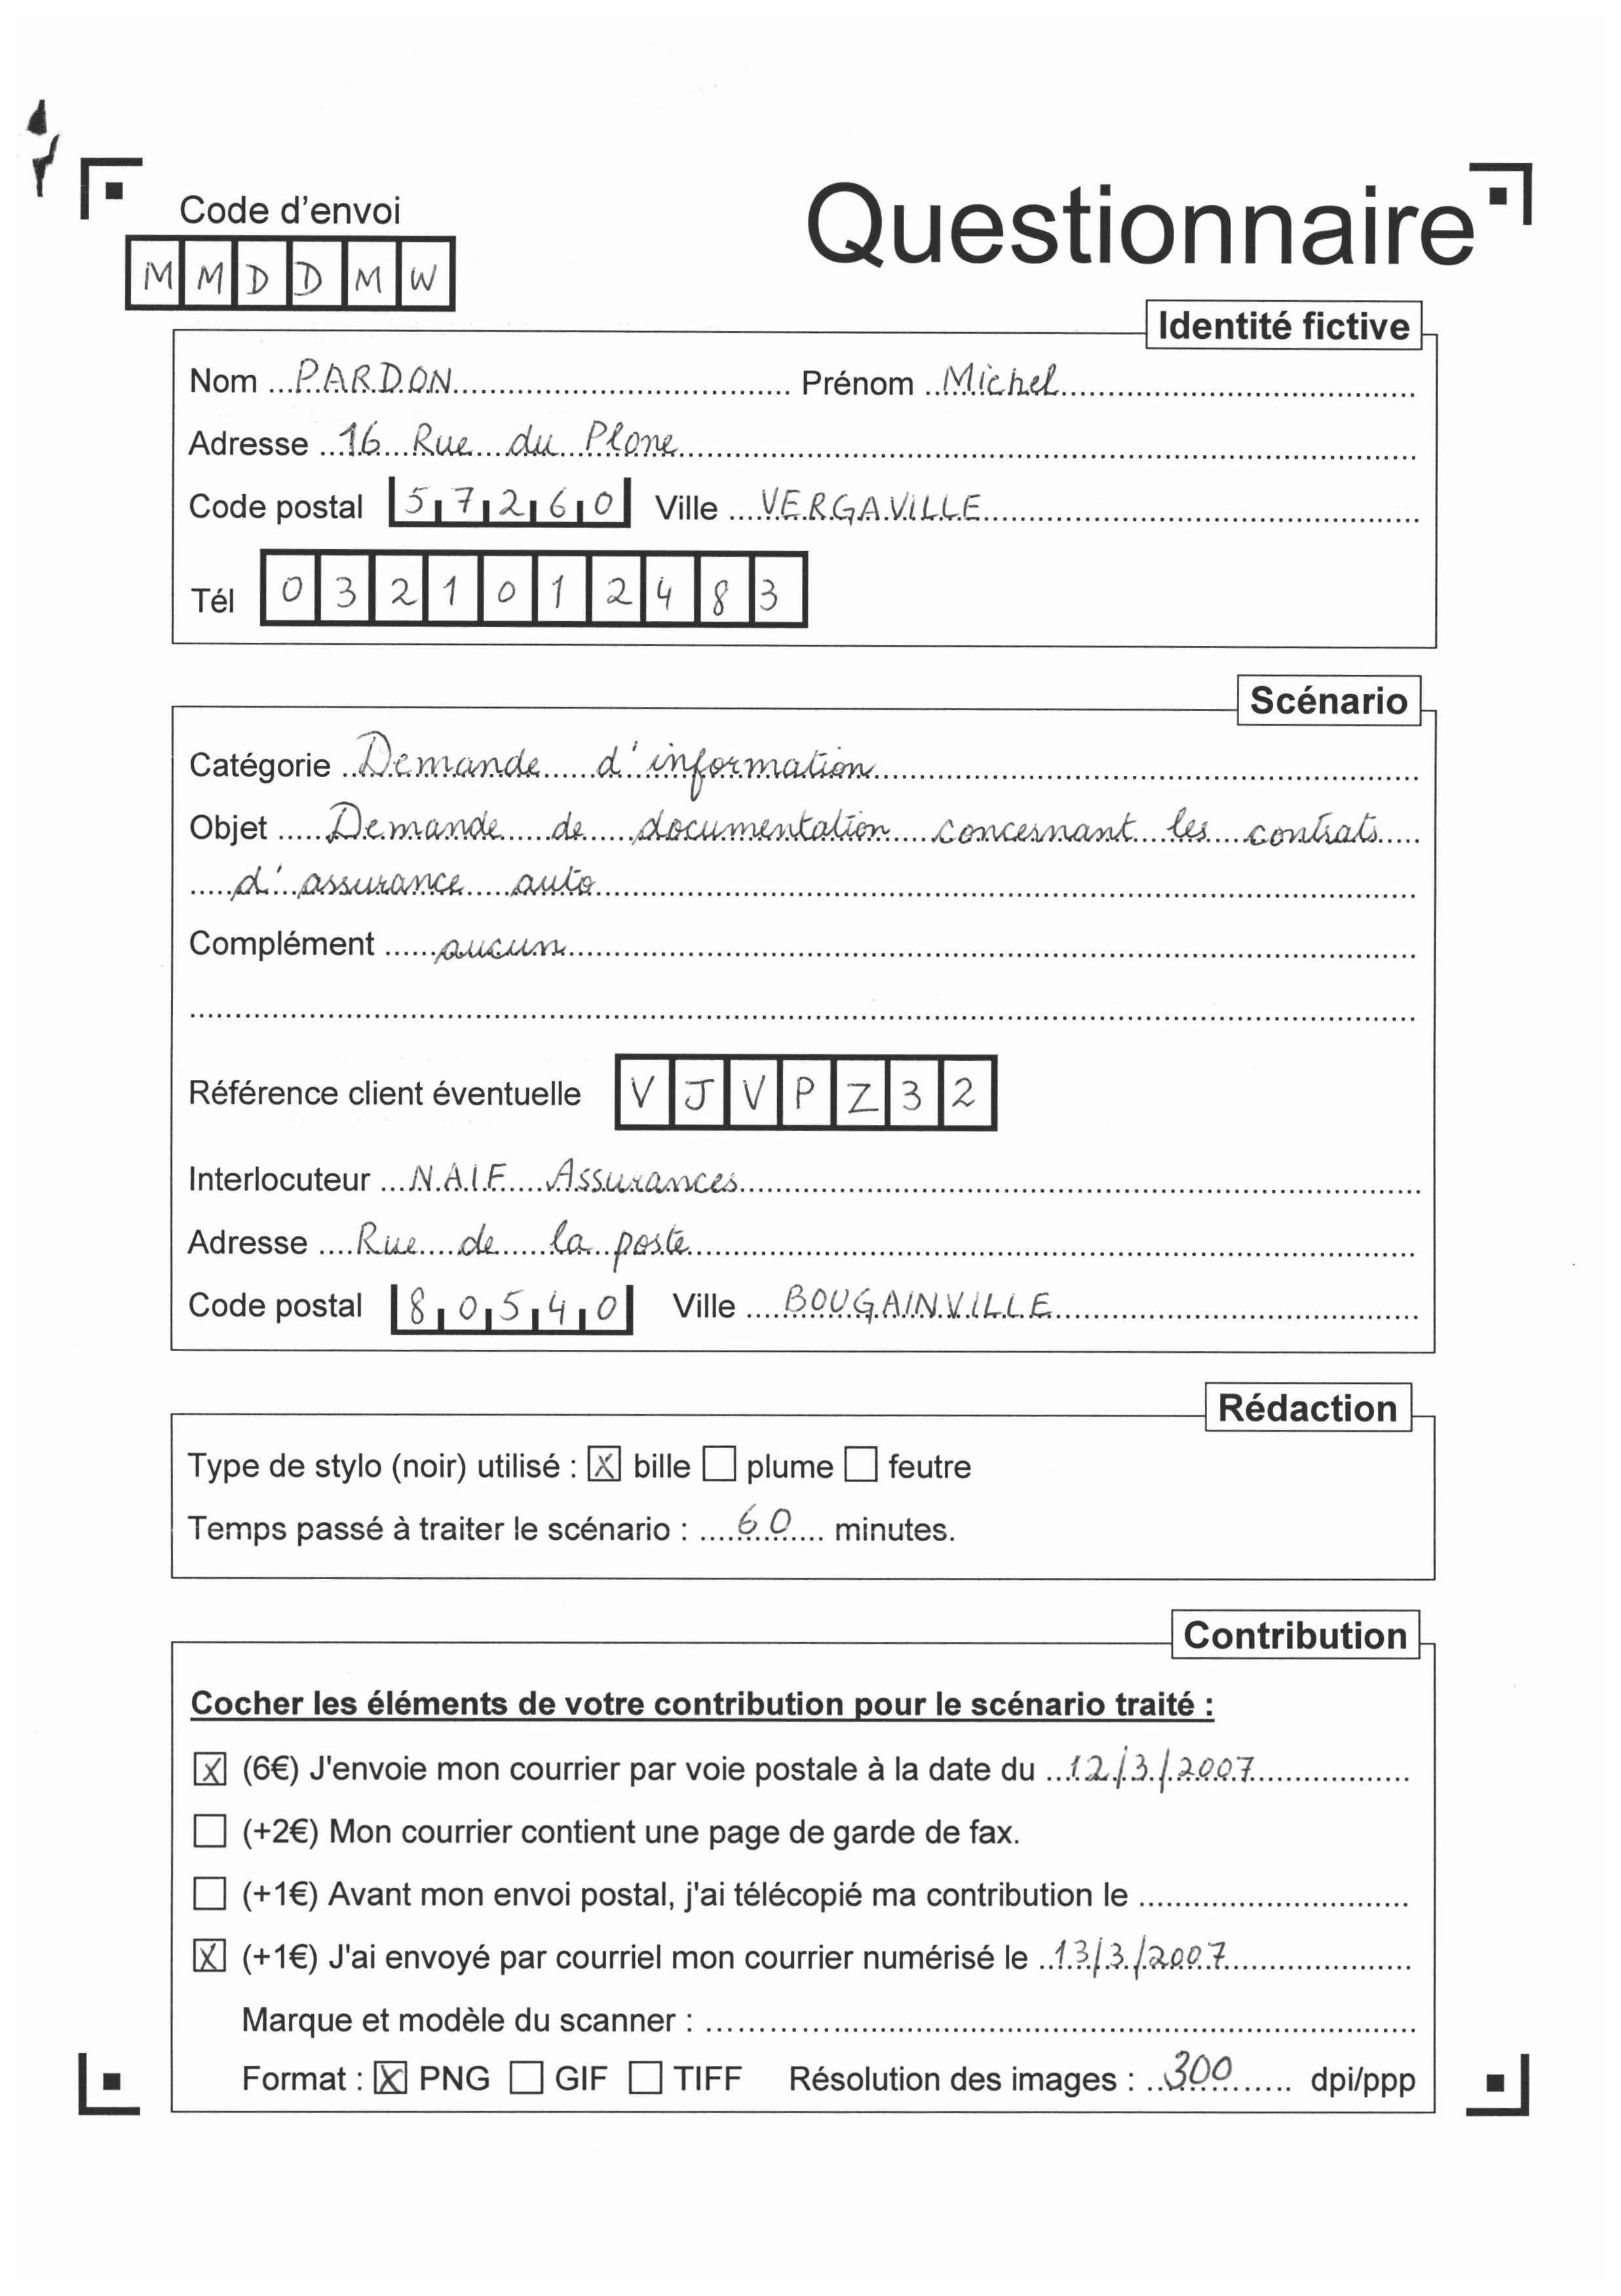 Code d'envoi
Questionnaire
MMDDMW
Identité fictive
Nom PARDON Prénom Michel
Adresse 16 Rue du Plone
Code postal 57260 Ville VERGAVILLE
Tél 0321012483
Scénario
Catégorie Demande d'information
Objet Demande de documentation concernant les contrats
d'assurance auto
Complément aucun
Référence client éventuelle VJVPZ32
Interlocuteur NAIF Assurances
Adresse Rue de la poste
Code postal 80540 Ville BOUGAINVILLE
Rédaction
Type de stylo (noir) utilisé : ☒ bille ☐ plume ☐ feutre
Temps passé à traiter le scénario : 60 minutes.
Contribution
Cocher les éléments de votre contribution pour le scénario traité :
☒ (6€) J'envoie mon courrier par voie postale à la date du 12/3/2007
☐ (+2€) Mon courrier contient une page de garde de fax.
☐ (+1€) Avant mon envoi postal, j'ai télécopié ma contribution le
☒ (+1€) J'ai envoyé par courriel mon courrier numérisé le 13/3/2007
Marque et modèle du scanner :
Format : ☒ PNG ☐ GIF ☐ TIFF Résolution des images : 300 dpi/ppp